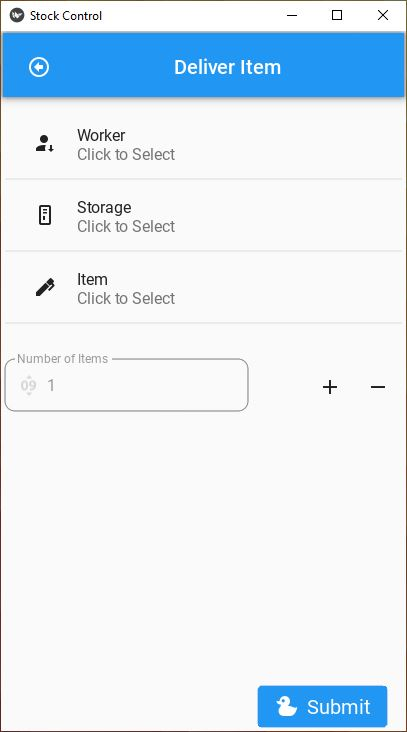 Stock Control
Deliver Item
Worker
Click to Select
Storage
Click to Select
Item
Click to Select
Number of Items
09 1
Submit